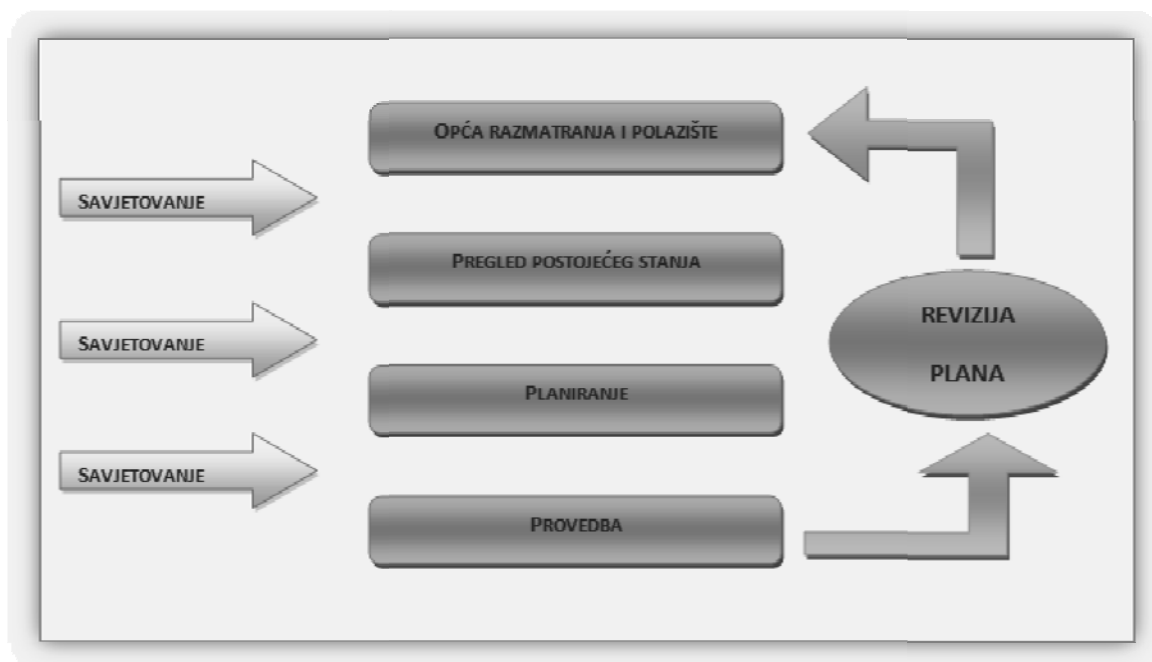 OPĆA RAZMATRANJA I POLAZIŠTE
SAVJETOVANJE
PREGLED POSTOJEĆEG STANJA
SAVJETOVANJE
PLANIRANJE
SAVJETOVANJE
PROVEDBA
REVIZIJA
PLANA